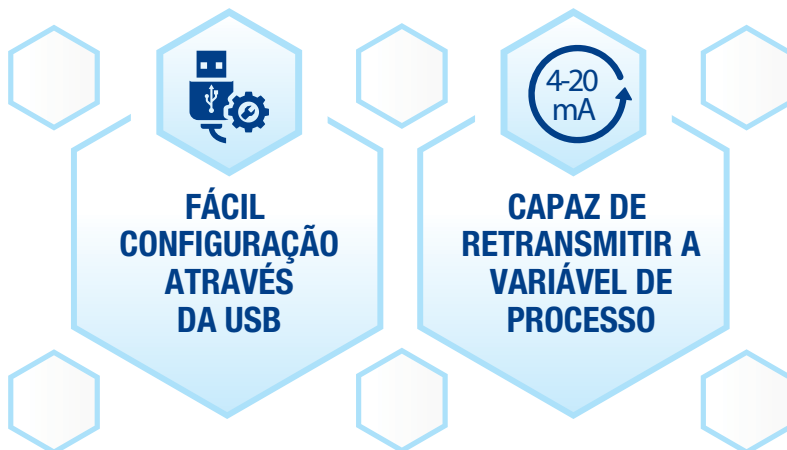 FÁCIL
CONFIGURAÇÃO
ATRAVÉS
DA USB
4-20
mA
CAPAZ DE
RETRANSMITIR A
VARIÁVEL DE
PROCESSO